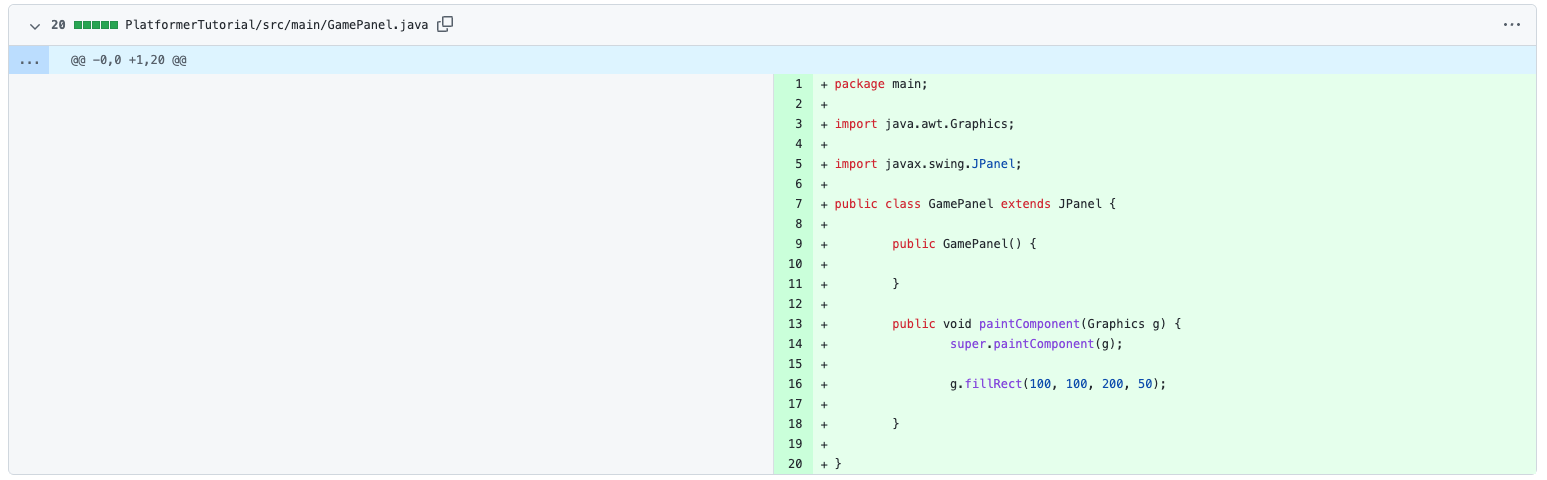 20 PlatformerTutorial/src/main/GamePanel.java ...
... @@ -0,0 +1,20 @@
1 + package main;
2 +
3 + import java.awt.Graphics;
4 +
5 + import javax.swing.JPanel;
6 +
7 + public class GamePanel extends JPanel {
8 +
9 + public GamePanel() {
10 +
11 + }
12 +
13 + public void paintComponent(Graphics g) {
14 + super.paintComponent(g);
15 +
16 + g.fillRect(100, 100, 200, 50);
17 +
18 + }
19 +
20 + }